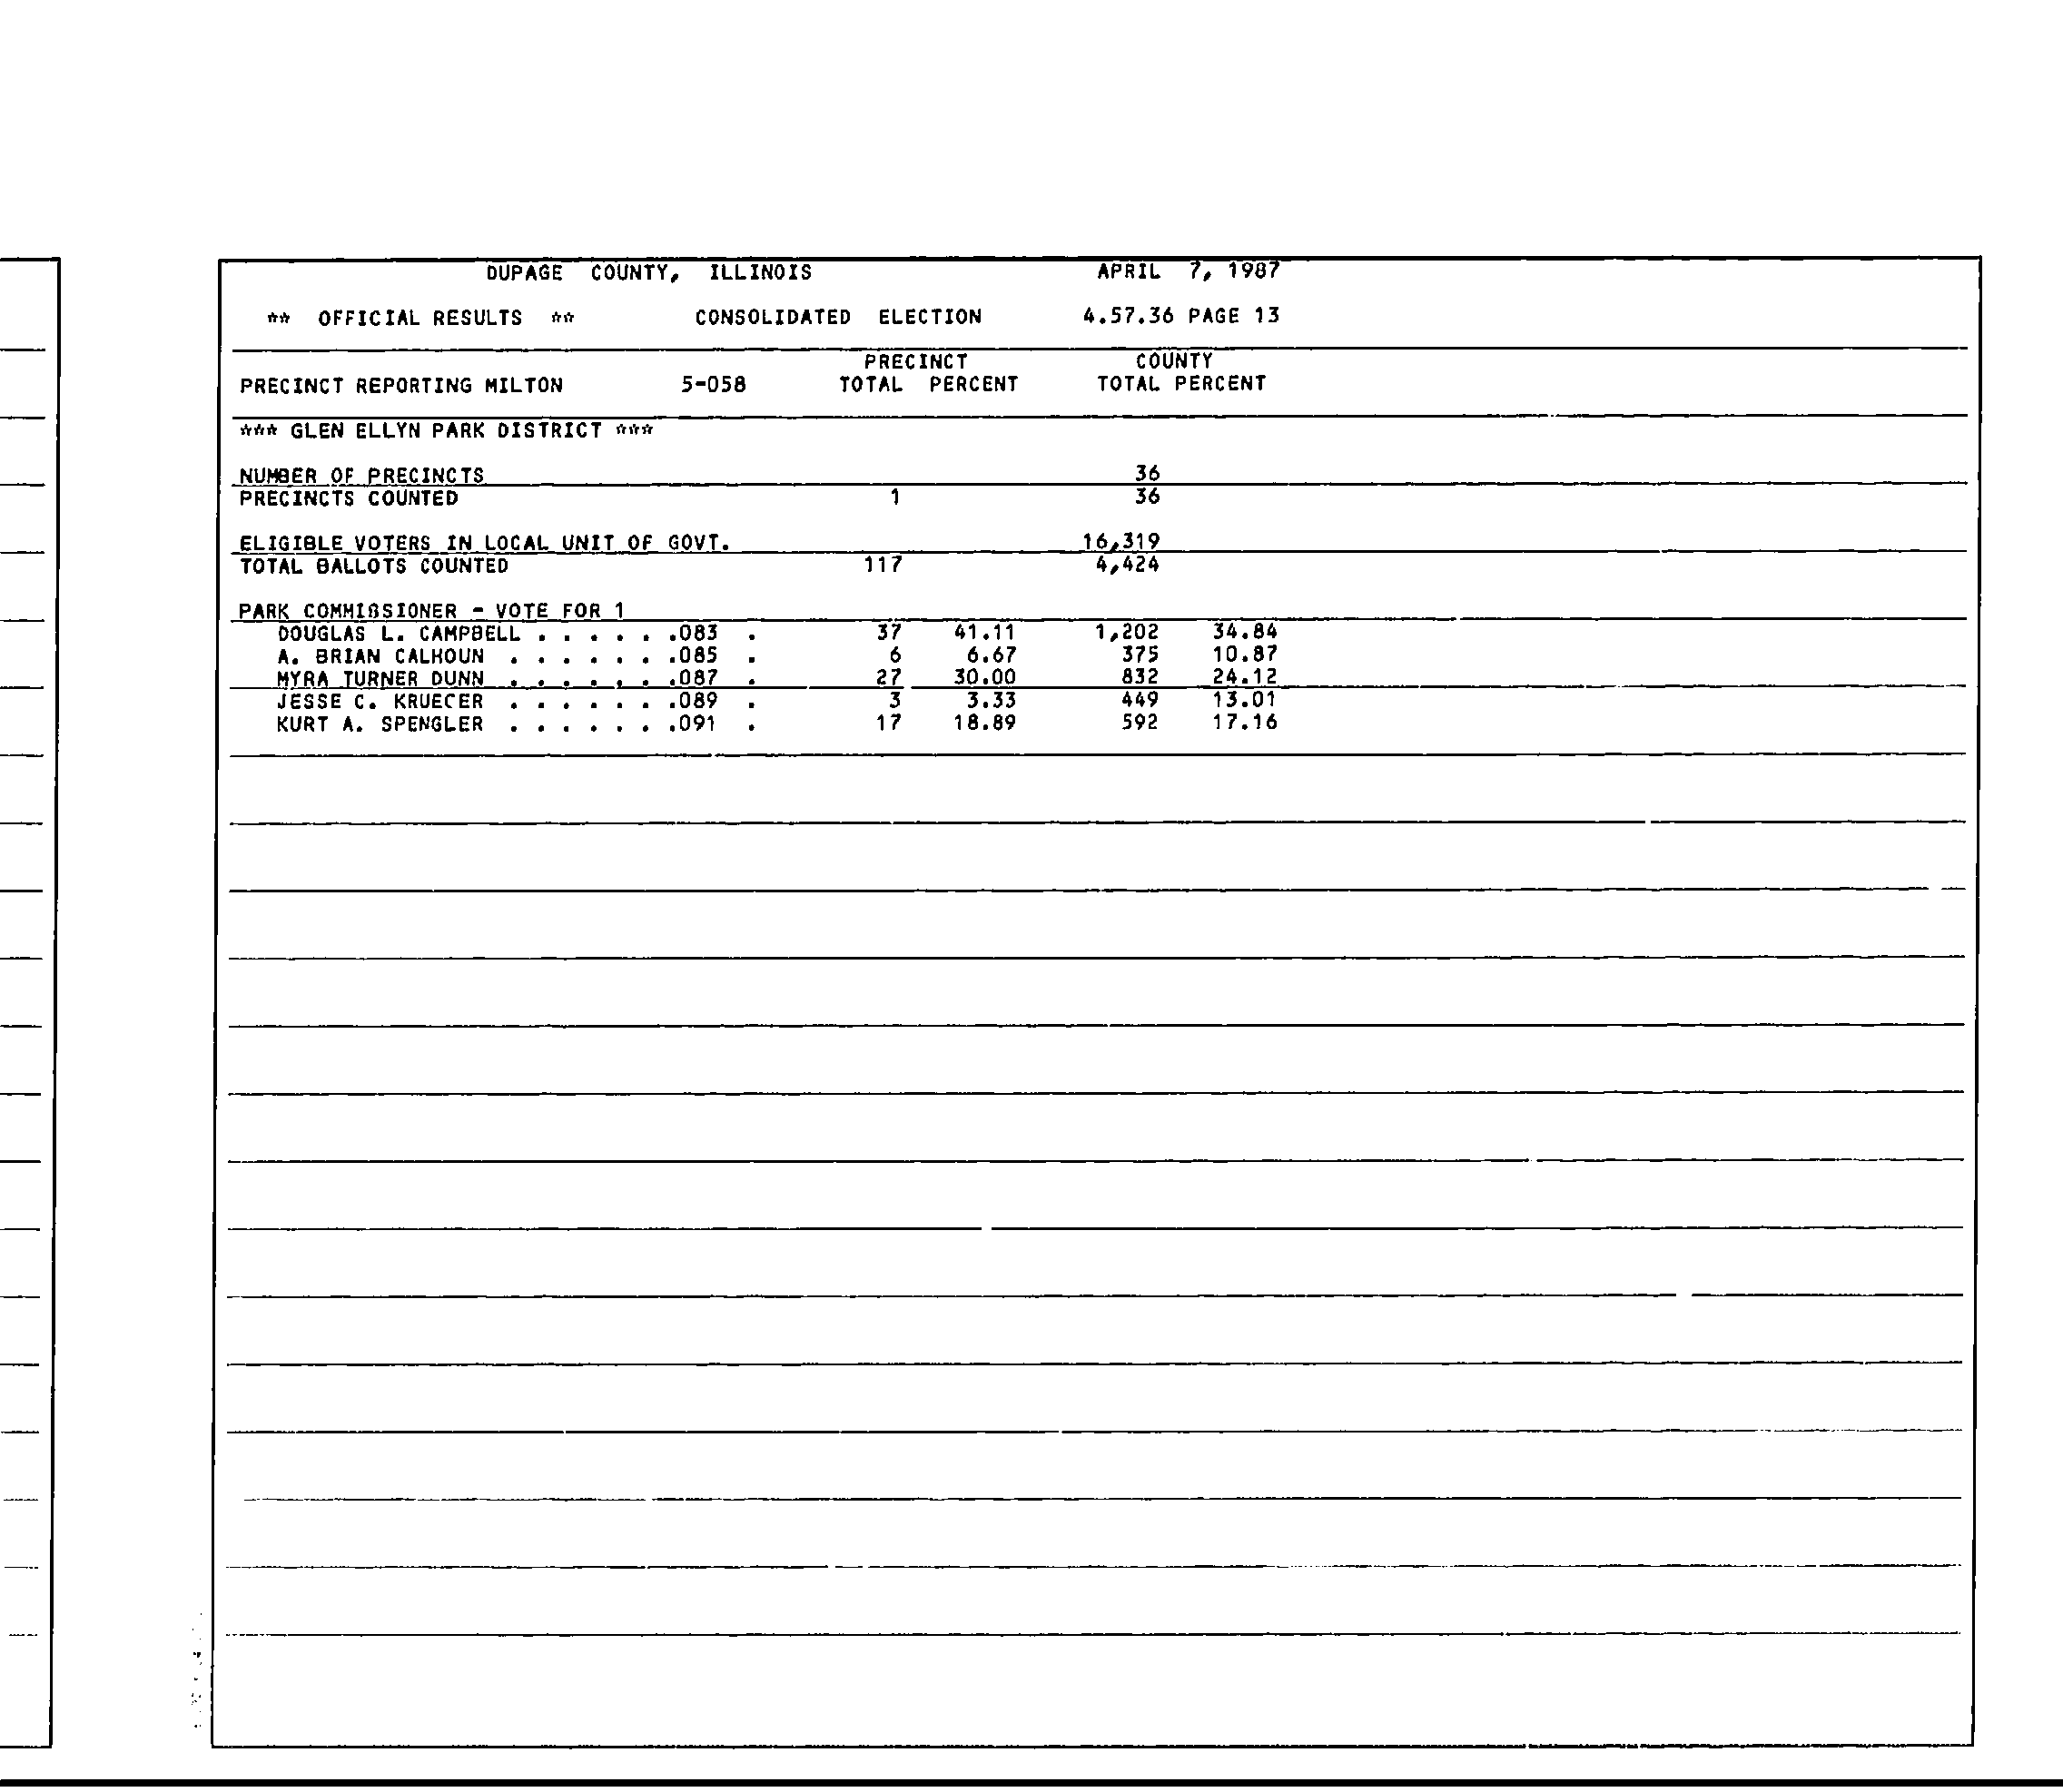 DUPAGE COUNTY, ILLINOIS APRIL 7, 1987
** OFFICIAL RESULTS ** CONSOLIDATED ELECTION 4.57.36 PAGE 13
PRECINCT COUNTY
PRECINCT REPORTING MILTON 5-058 TOTAL PERCENT TOTAL PERCENT
*** GLEN ELLYN PARK DISTRICT ***
NUMBER OF PRECINCTS 36
PRECINCTS COUNTED 1 36
ELIGIBLE VOTERS IN LOCAL UNIT OF GOVT. 16,319
TOTAL BALLOTS COUNTED 117 4,424
PARK COMMISSIONER - VOTE FOR 1
DOUGLAS L. CAMPBELL . . . . . .083 . 37 41.11 1,202 34.84
A. BRIAN CALHOUN . . . . . . .085 . 6 6.67 375 10.87
MYRA TURNER DUNN . . . . . . .087 . 27 30.00 832 24.12
JESSE C. KRUECER . . . . . . .089 . 3 3.33 449 13.01
KURT A. SPENGLER . . . . . . .091 . 17 18.89 592 17.16